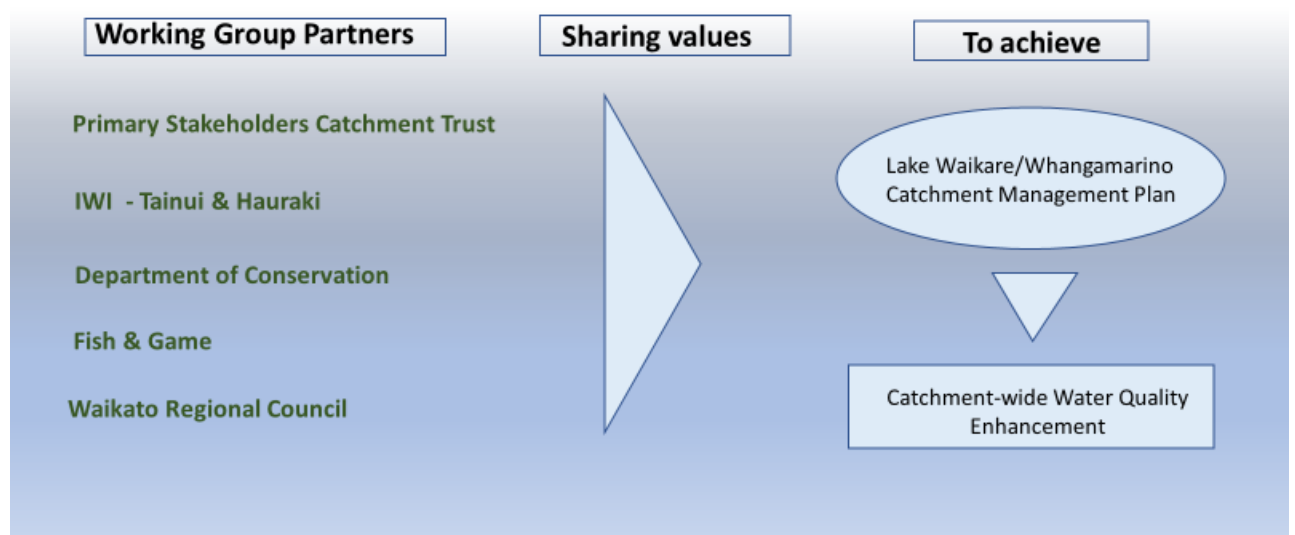 Working Group Partners
Sharing values
To achieve
Primary Stakeholders Catchment Trust
IWI - Tainui & Hauraki
Department of Conservation
Fish & Game
Waikato Regional Council
Lake Waikare/Whangamarino
Catchment Management Plan
Catchment-wide Water Quality
Enhancement